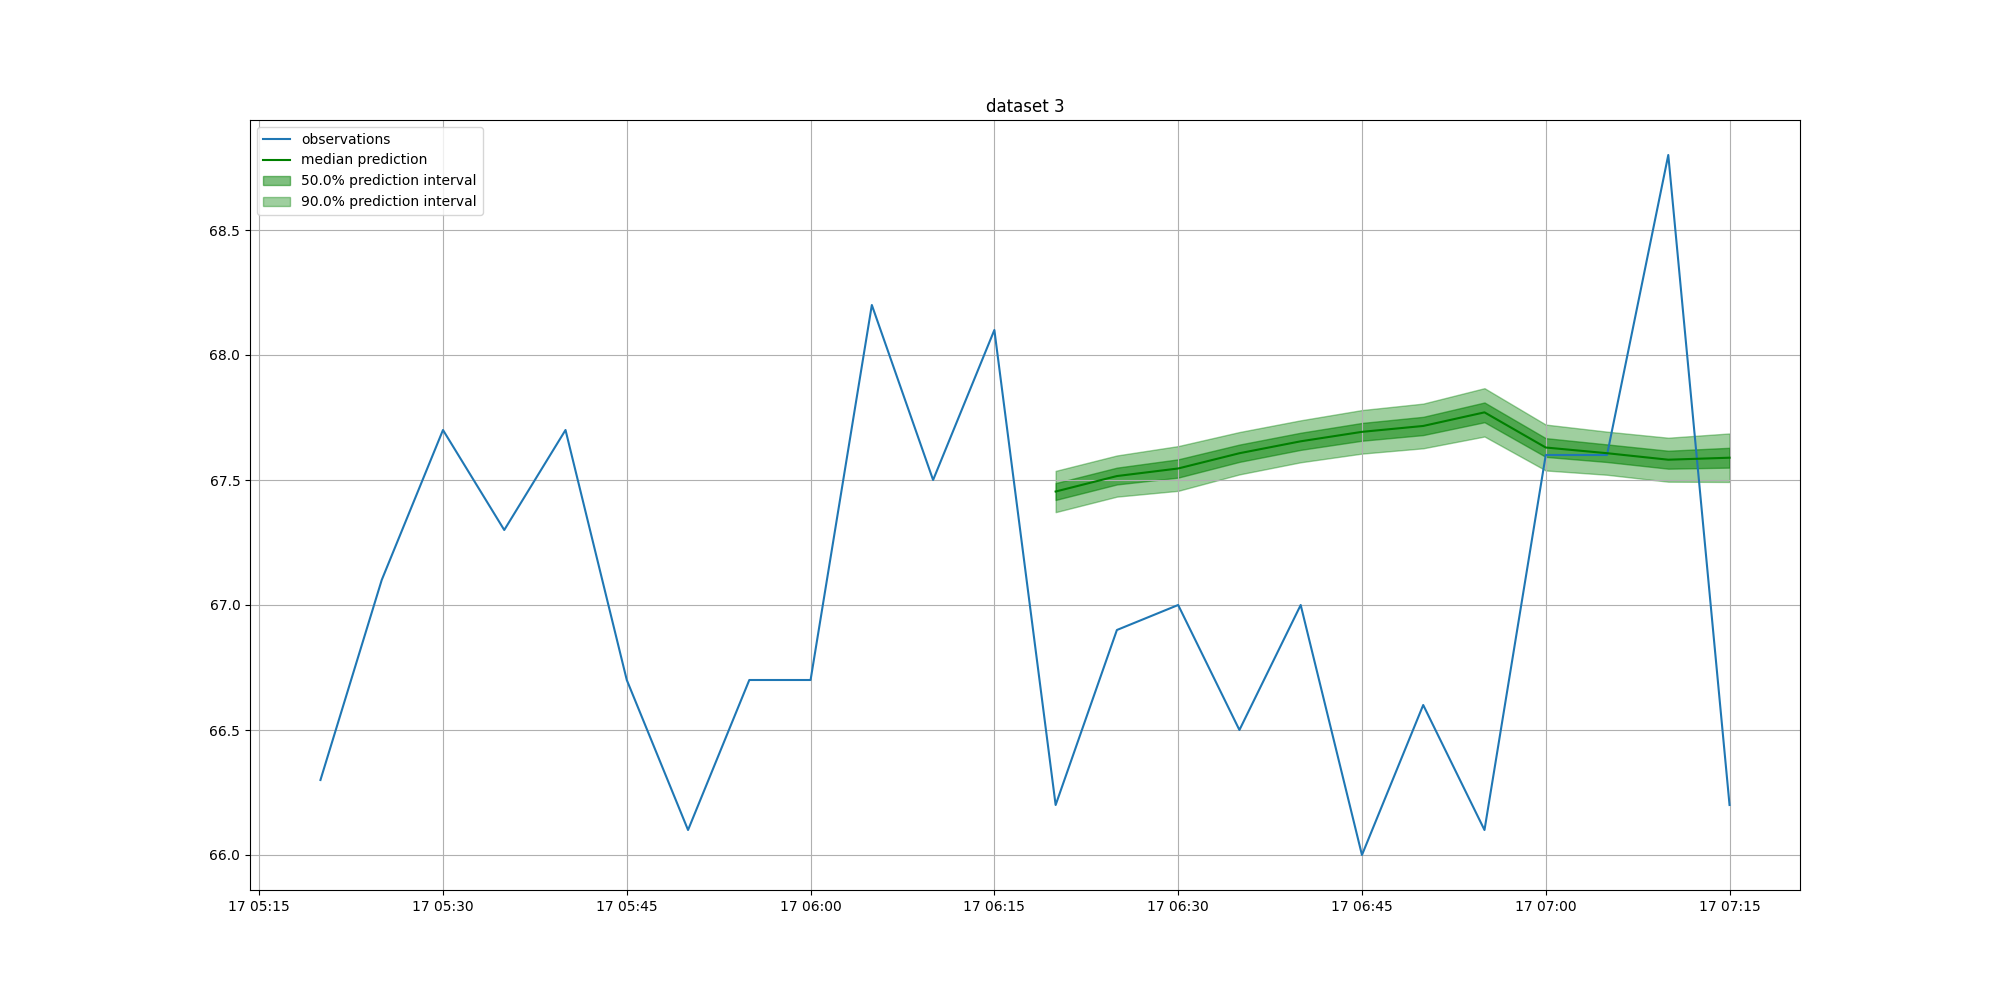 dataset 3
observations
median prediction
50.0% prediction interval
90.0% prediction interval
68.5
68.0
67.5
67.0
66.5
66.0
17 05:15 17 05:30 17 05:45 17 06:00 17 06:15 17 06:30 17 06:45 17 07:00 17 07:15